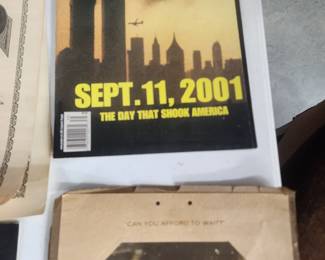 SEPT. 11, 2001
THE DAY THAT SHOOK AMERICA
"CAN YOU AFFORD TO WAIT?"